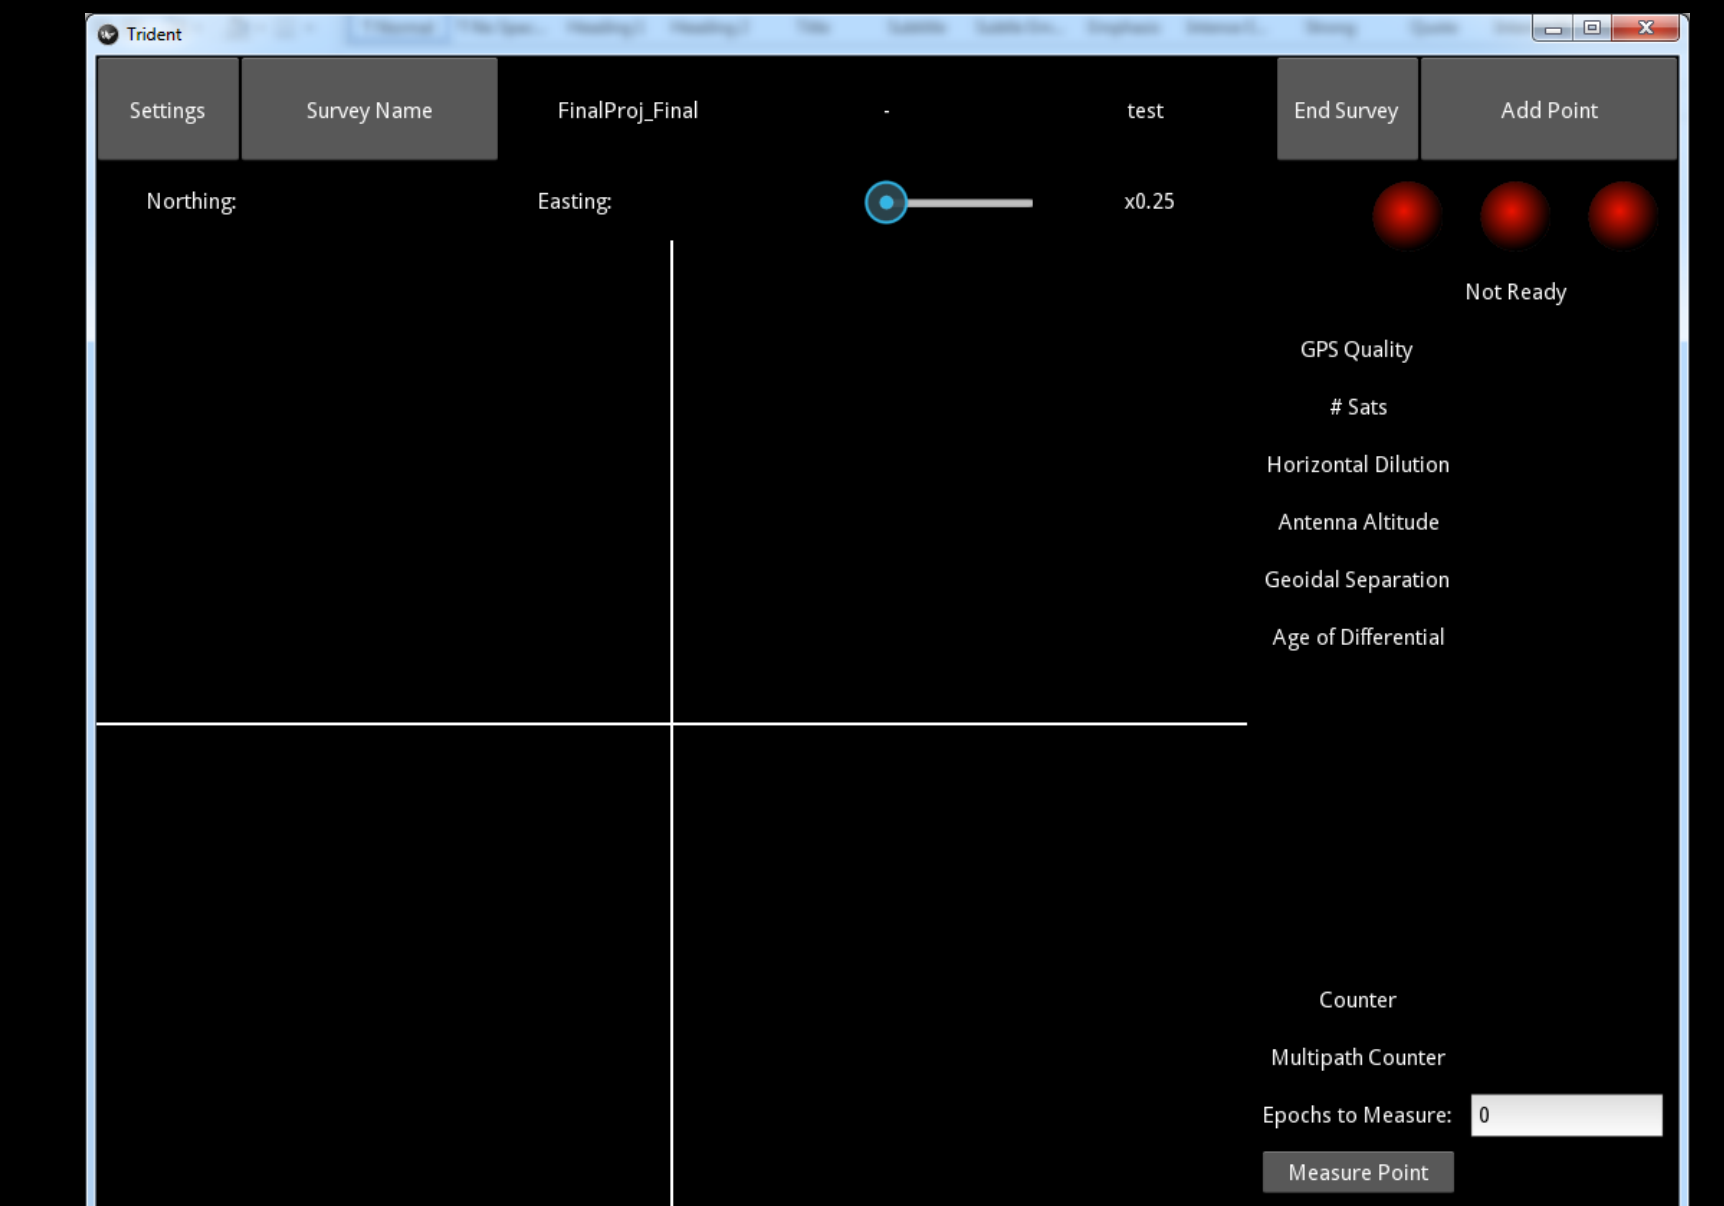 Trident
Settings Survey Name FinalProj_Final - test End Survey Add Point
Northing: Easting: x0.25
Not Ready
GPS Quality
# Sats
Horizontal Dilution
Antenna Altitude
Geoidal Separation
Age of Differential
Counter
Multipath Counter
Epochs to Measure: 0
Measure Point